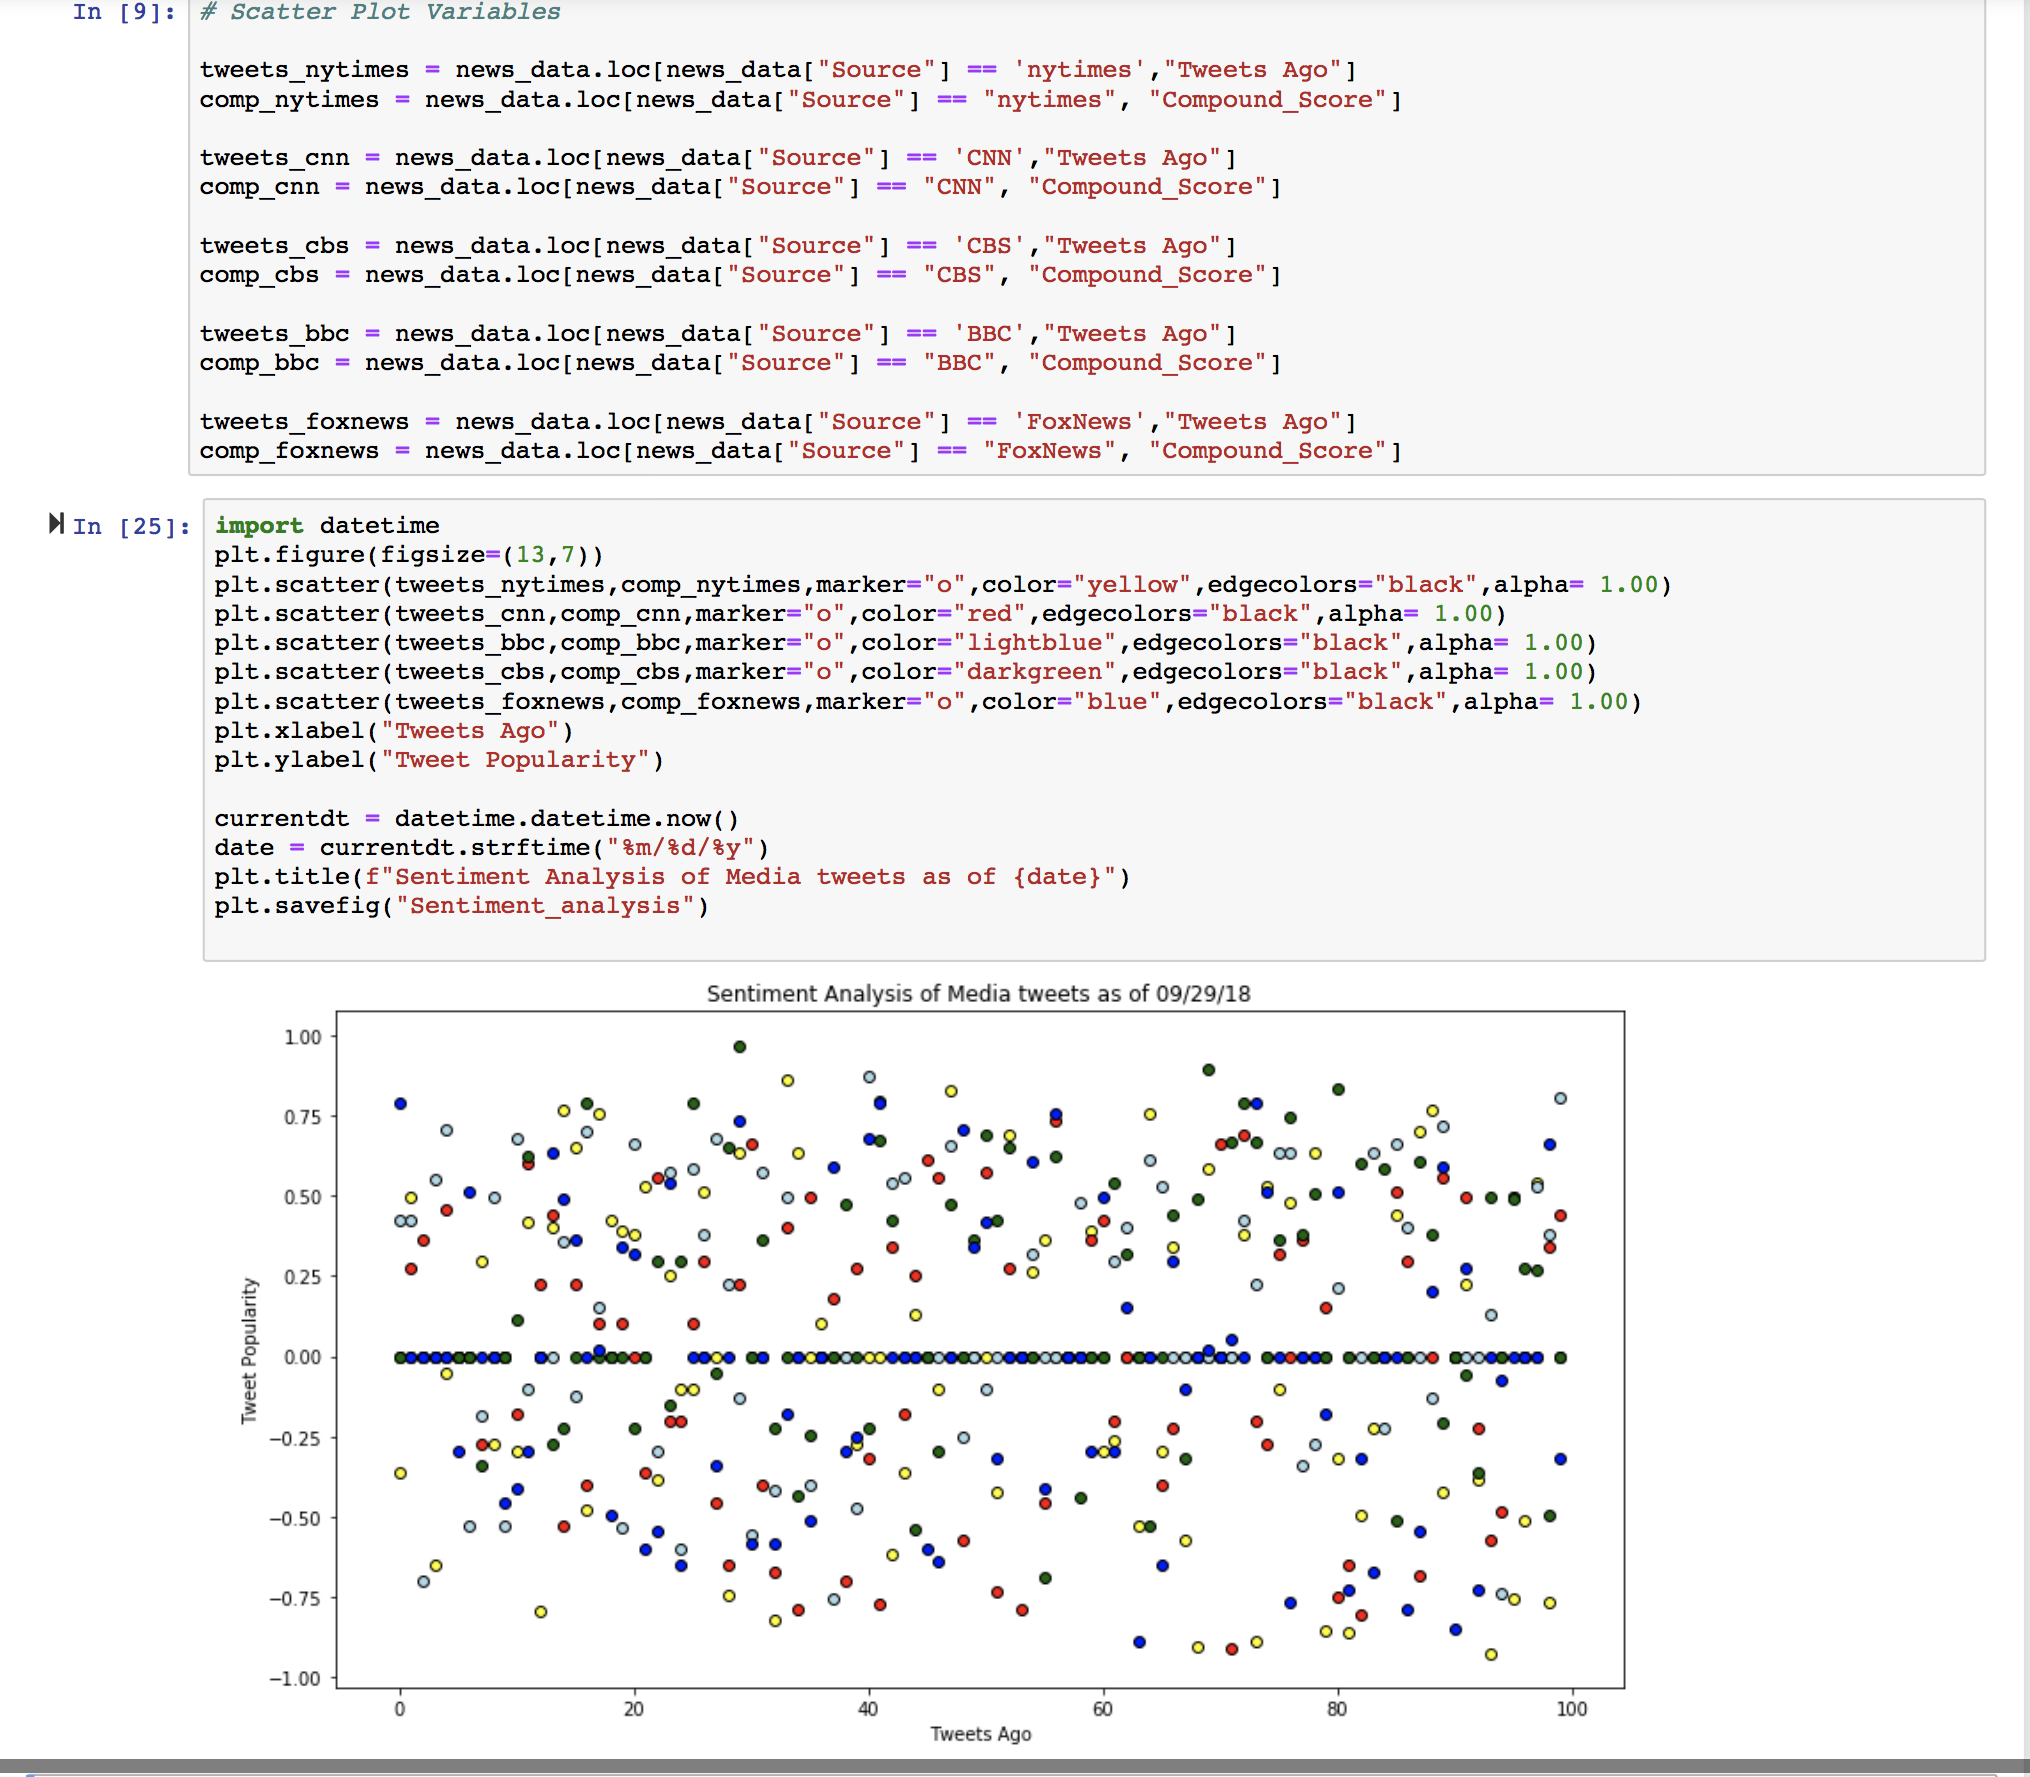 In [9]: # Scatter Plot Variables
tweets_nytimes = news_data.loc[news_data["Source"] == 'nytimes',"Tweets Ago"]
comp_nytimes = news_data.loc[news_data["Source"] == "nytimes", "Compound_Score"]
tweets_cnn = news_data.loc[news_data["Source"] == 'CNN',"Tweets Ago"]
comp_cnn = news_data.loc[news_data["Source"] == "CNN", "Compound_Score"]
tweets_cbs = news_data.loc[news_data["Source"] == 'CBS',"Tweets Ago"]
comp_cbs = news_data.loc[news_data["Source"] == "CBS", "Compound_Score"]
tweets_bbc = news_data.loc[news_data["Source"] == 'BBC',"Tweets Ago"]
comp_bbc = news_data.loc[news_data["Source"] == "BBC", "Compound_Score"]
tweets_foxnews = news_data.loc[news_data["Source"] == 'FoxNews',"Tweets Ago"]
comp_foxnews = news_data.loc[news_data["Source"] == "FoxNews", "Compound_Score"]
In [25]: import datetime
plt.figure(figsize=(13,7))
plt.scatter(tweets_nytimes,comp_nytimes,marker="o",color="yellow",edgecolors="black",alpha= 1.00)
plt.scatter(tweets_cnn,comp_cnn,marker="o",color="red",edgecolors="black",alpha= 1.00)
plt.scatter(tweets_bbc,comp_bbc,marker="o",color="lightblue",edgecolors="black",alpha= 1.00)
plt.scatter(tweets_cbs,comp_cbs,marker="o",color="darkgreen",edgecolors="black",alpha= 1.00)
plt.scatter(tweets_foxnews,comp_foxnews,marker="o",color="blue",edgecolors="black",alpha= 1.00)
plt.xlabel("Tweets Ago")
plt.ylabel("Tweet Popularity")
currentdt = datetime.datetime.now()
date = currentdt.strftime("%m/%d/%y")
plt.title(f"Sentiment Analysis of Media tweets as of {date}")
plt.savefig("Sentiment_analysis")
Sentiment Analysis of Media tweets as of 09/29/18
1.00
0.75
0.50
0.25
0.00
−0.25
−0.50
−0.75
−1.00
Tweet Popularity
0 20 40 60 80 100
Tweets Ago